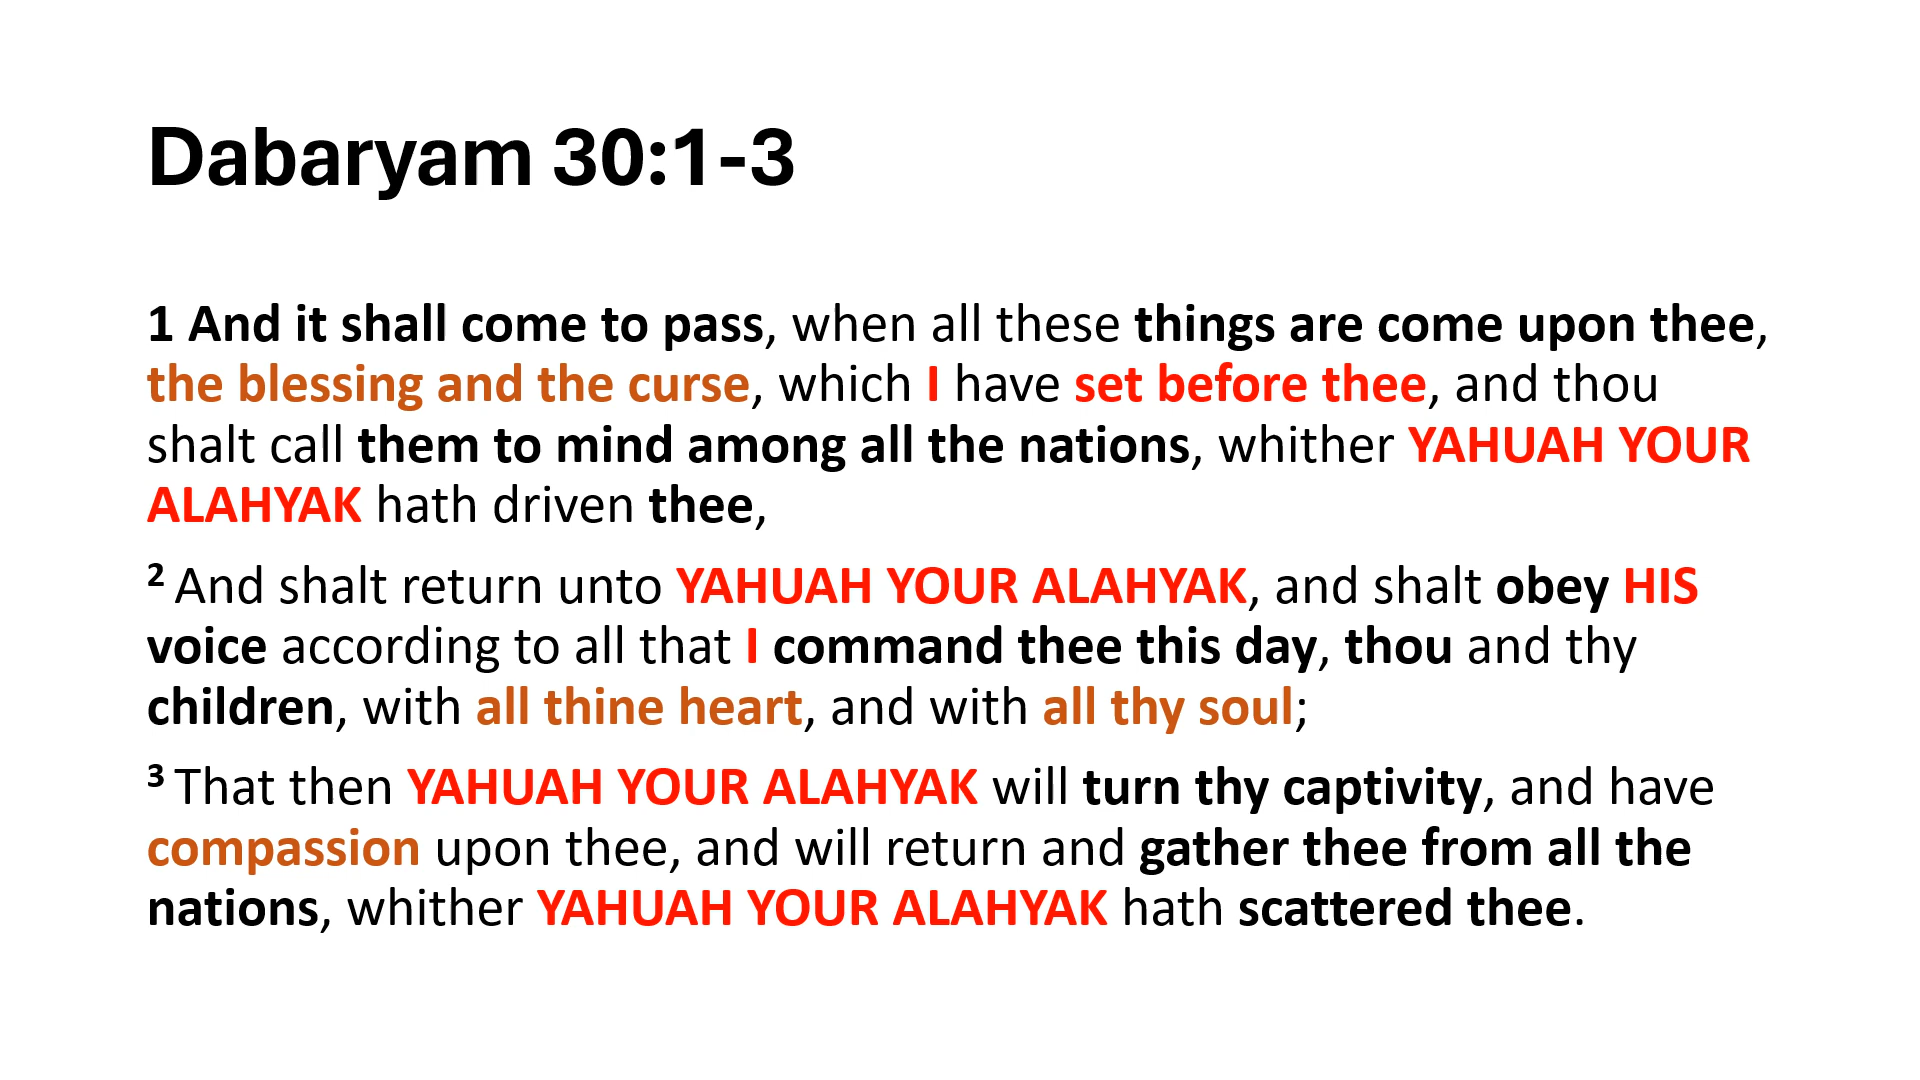 Dabaryam 30:1-3
1 And it shall come to pass, when all these things are come upon thee,
the blessing and the curse, which I have set before thee, and thou
shalt call them to mind among all the nations, whither YAHUAH YOUR
ALAHYAK hath driven thee,
2 And shalt return unto YAHUAH YOUR ALAHYAK, and shalt obey HIS
voice according to all that I command thee this day, thou and thy
children, with all thine heart, and with all thy soul;
3 That then YAHUAH YOUR ALAHYAK will turn thy captivity, and have
compassion upon thee, and will return and gather thee from all the
nations, whither YAHUAH YOUR ALAHYAK hath scattered thee.